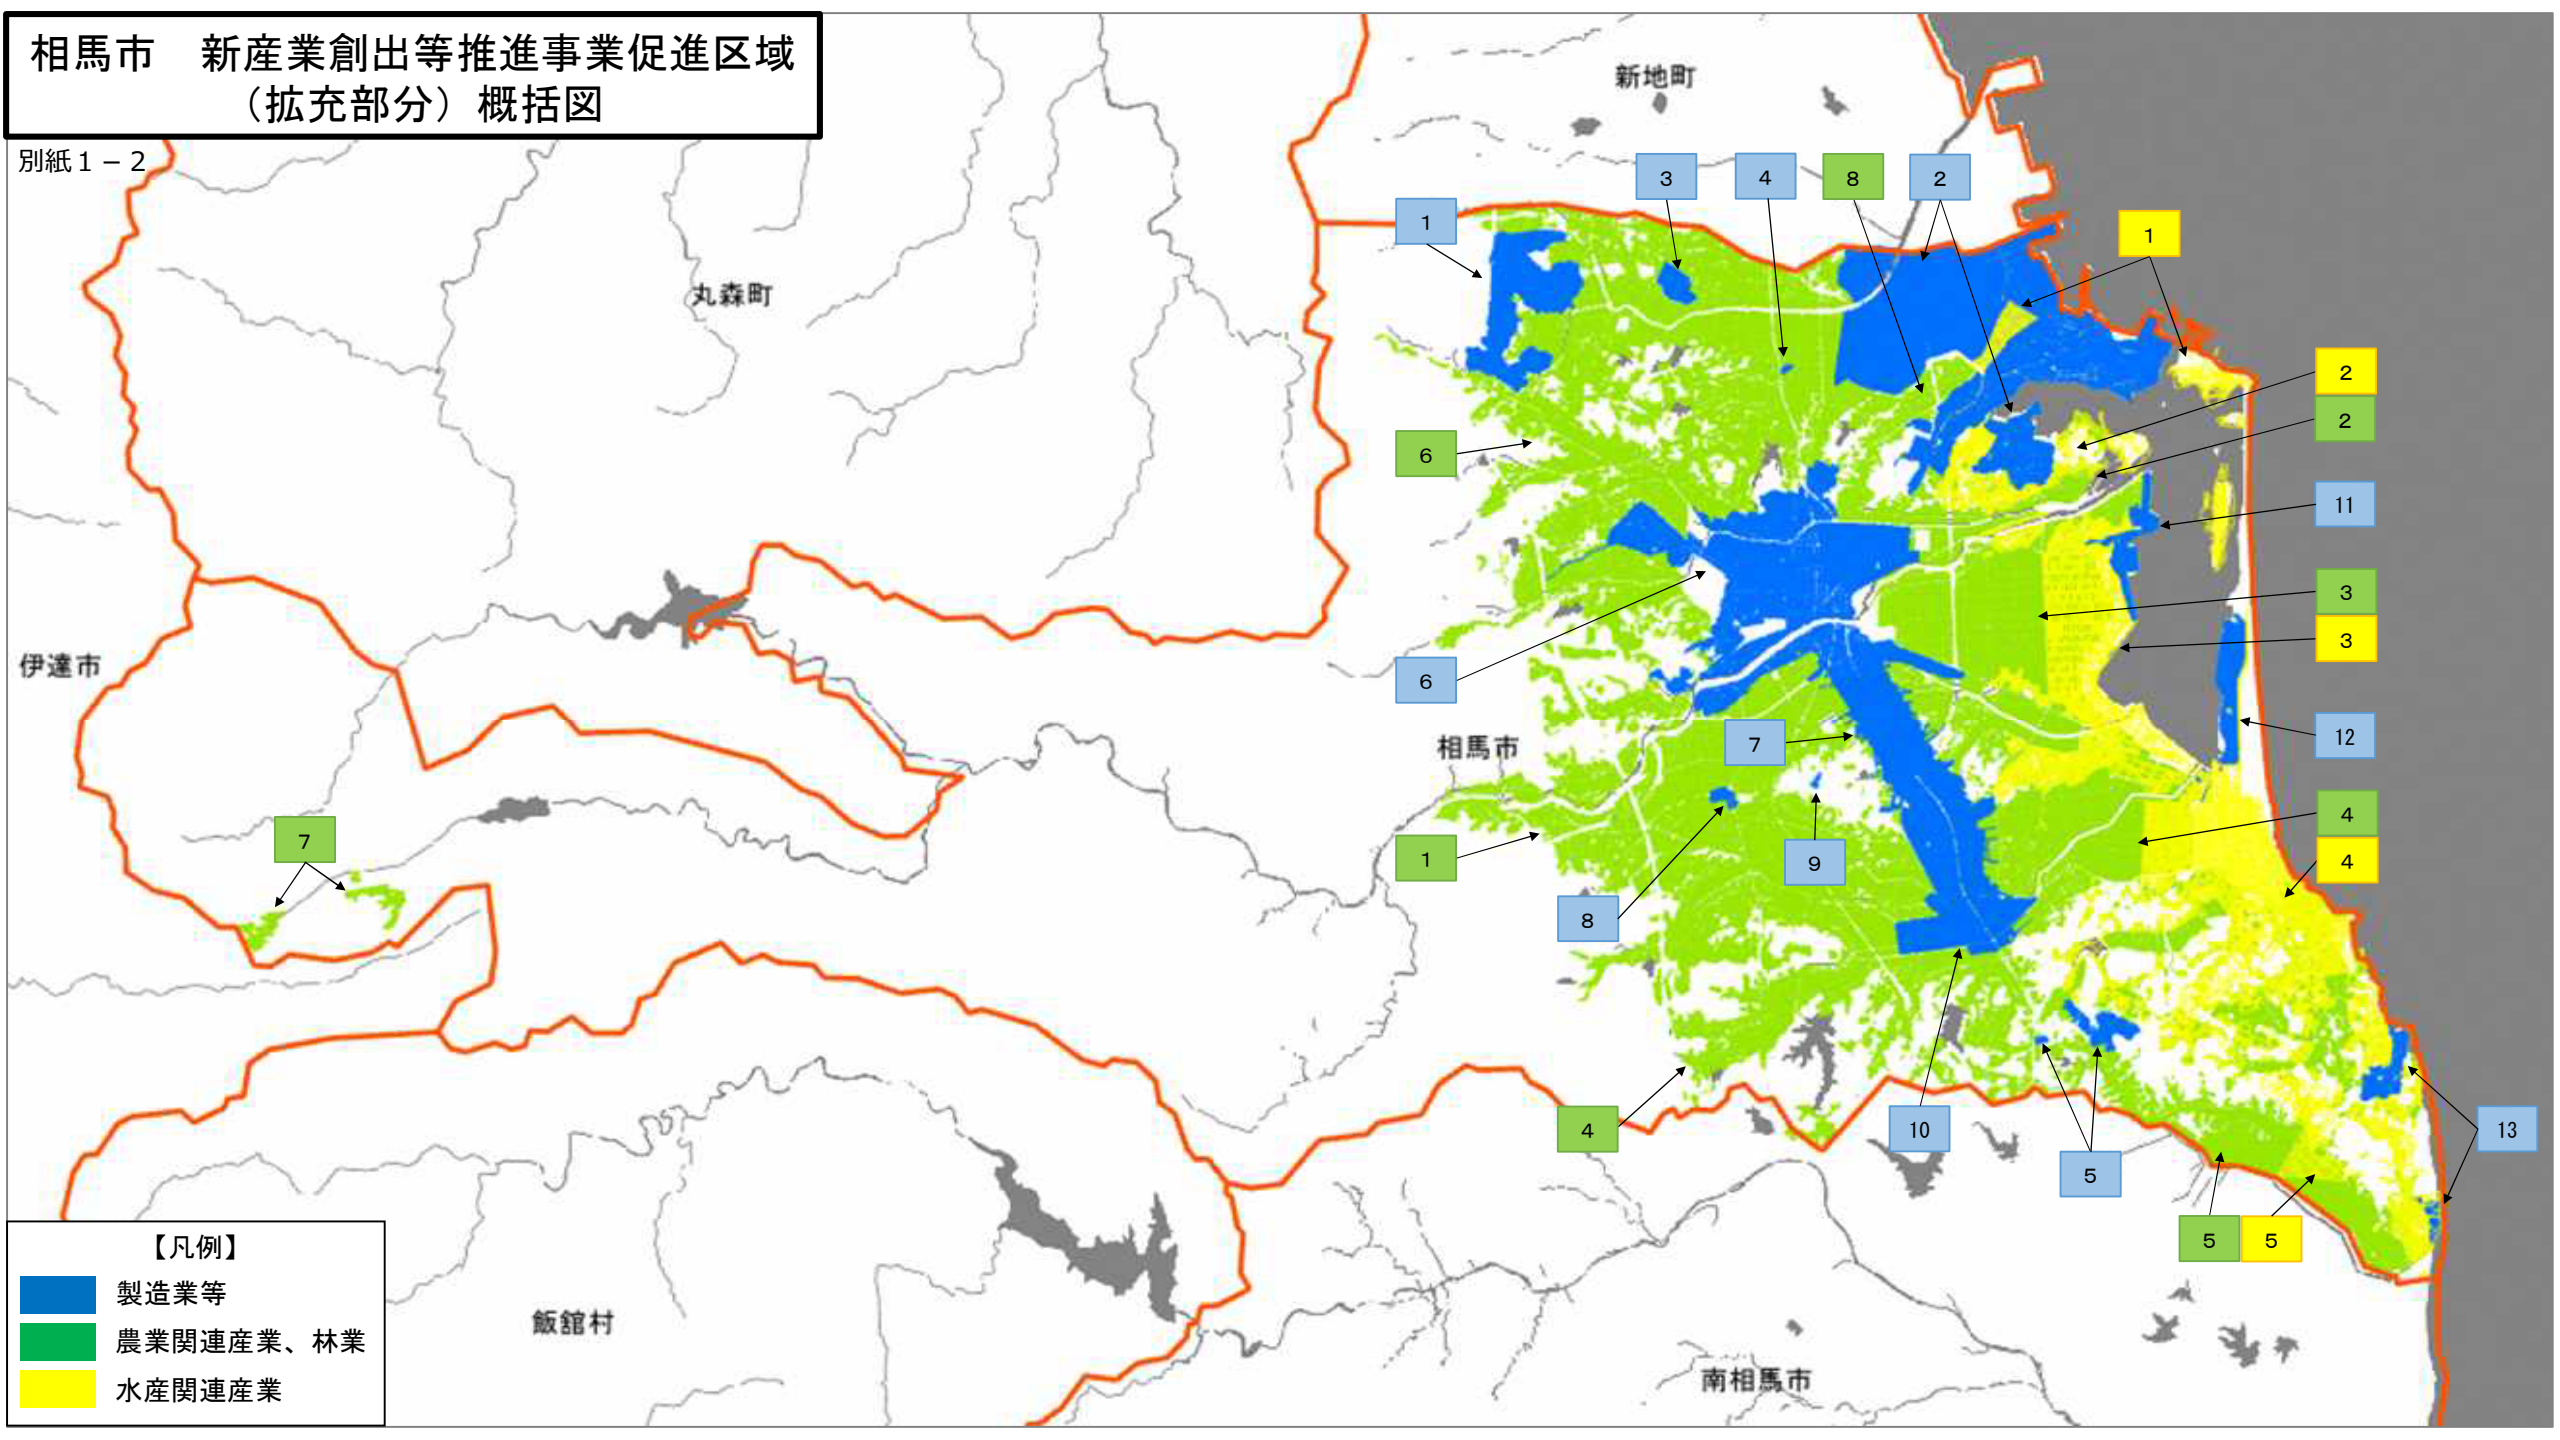 相馬市　新産業創出等推進事業促進区域
（拡充部分）概括図
別紙１－２
新地町
3
4
8
2
1
1
丸森町
2
2
6
11
3
3
伊達市
6
相馬市
7
12
4
7
1
9
4
8
4
10
13
5
5
5
【凡例】
製造業等
農業関連産業、林業
水産関連産業
飯舘村
南相馬市